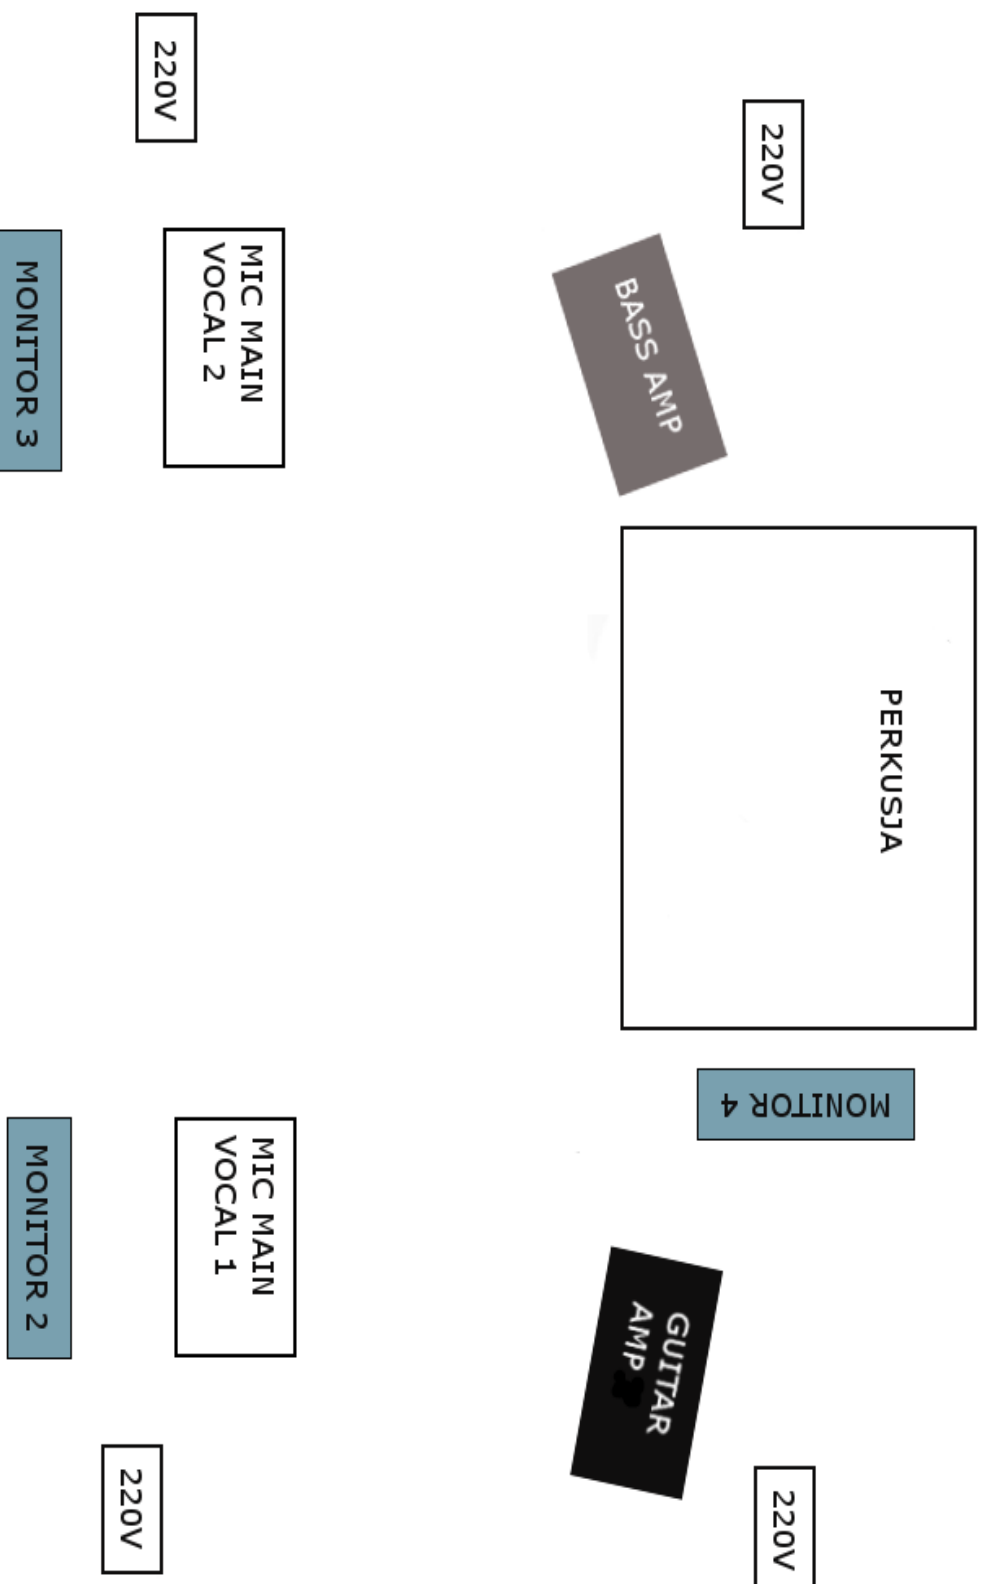 PERKUSJA
MONITOR 4
220V
220V
BASS AMP
GUITAR
AMP
MIC MAIN
VOCAL 2
MIC MAIN
VOCAL 1
220V
220V
MONITOR 3
MONITOR 2